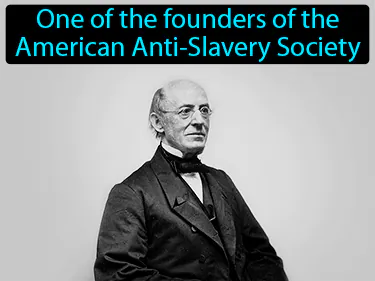 One of the founders of the
American Anti-Slavery Society